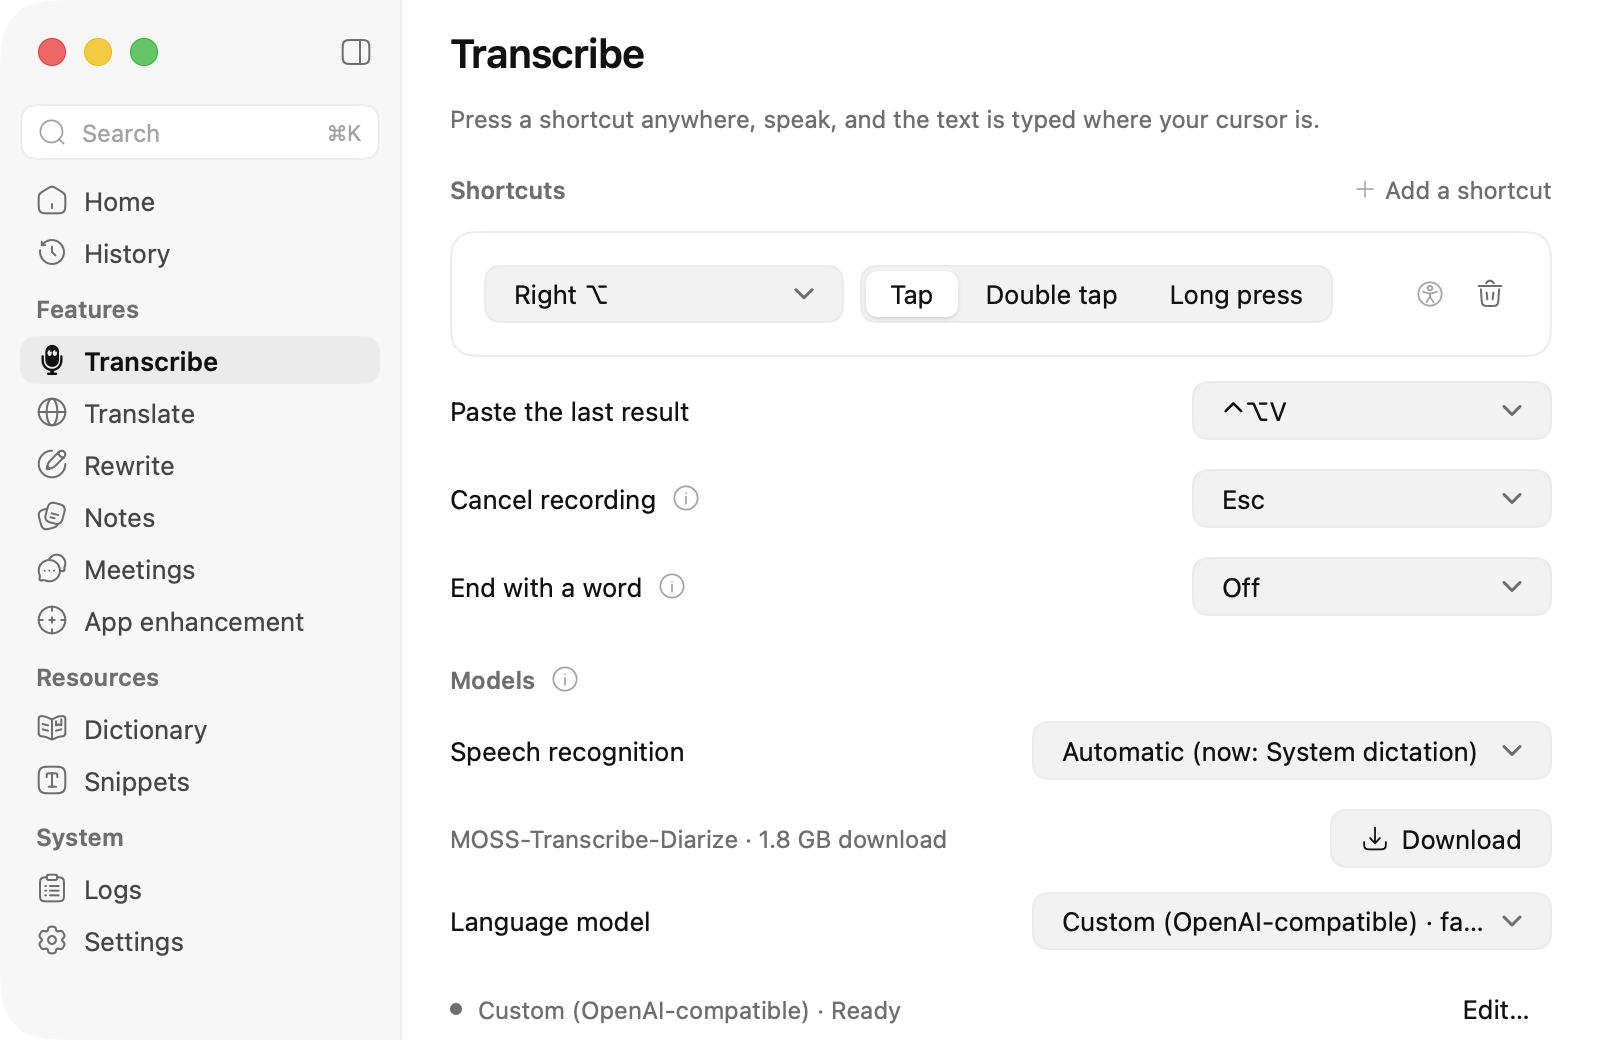 Transcribe
Press a shortcut anywhere, speak, and the text is typed where your cursor is.
Search ⌘K
Home
History
Features
Transcribe
Translate
Rewrite
Notes
Meetings
App enhancement
Resources
Dictionary
Snippets
System
Logs
Settings
Shortcuts
+ Add a shortcut
Right ⌥
Tap Double tap Long press
Paste the last result
⌃⌥V
Cancel recording
Esc
End with a word
Off
Models
Speech recognition
Automatic (now: System dictation)
MOSS-Transcribe-Diarize · 1.8 GB download
Download
Language model
Custom (OpenAI-compatible) · fa...
Custom (OpenAI-compatible) · Ready
Edit...